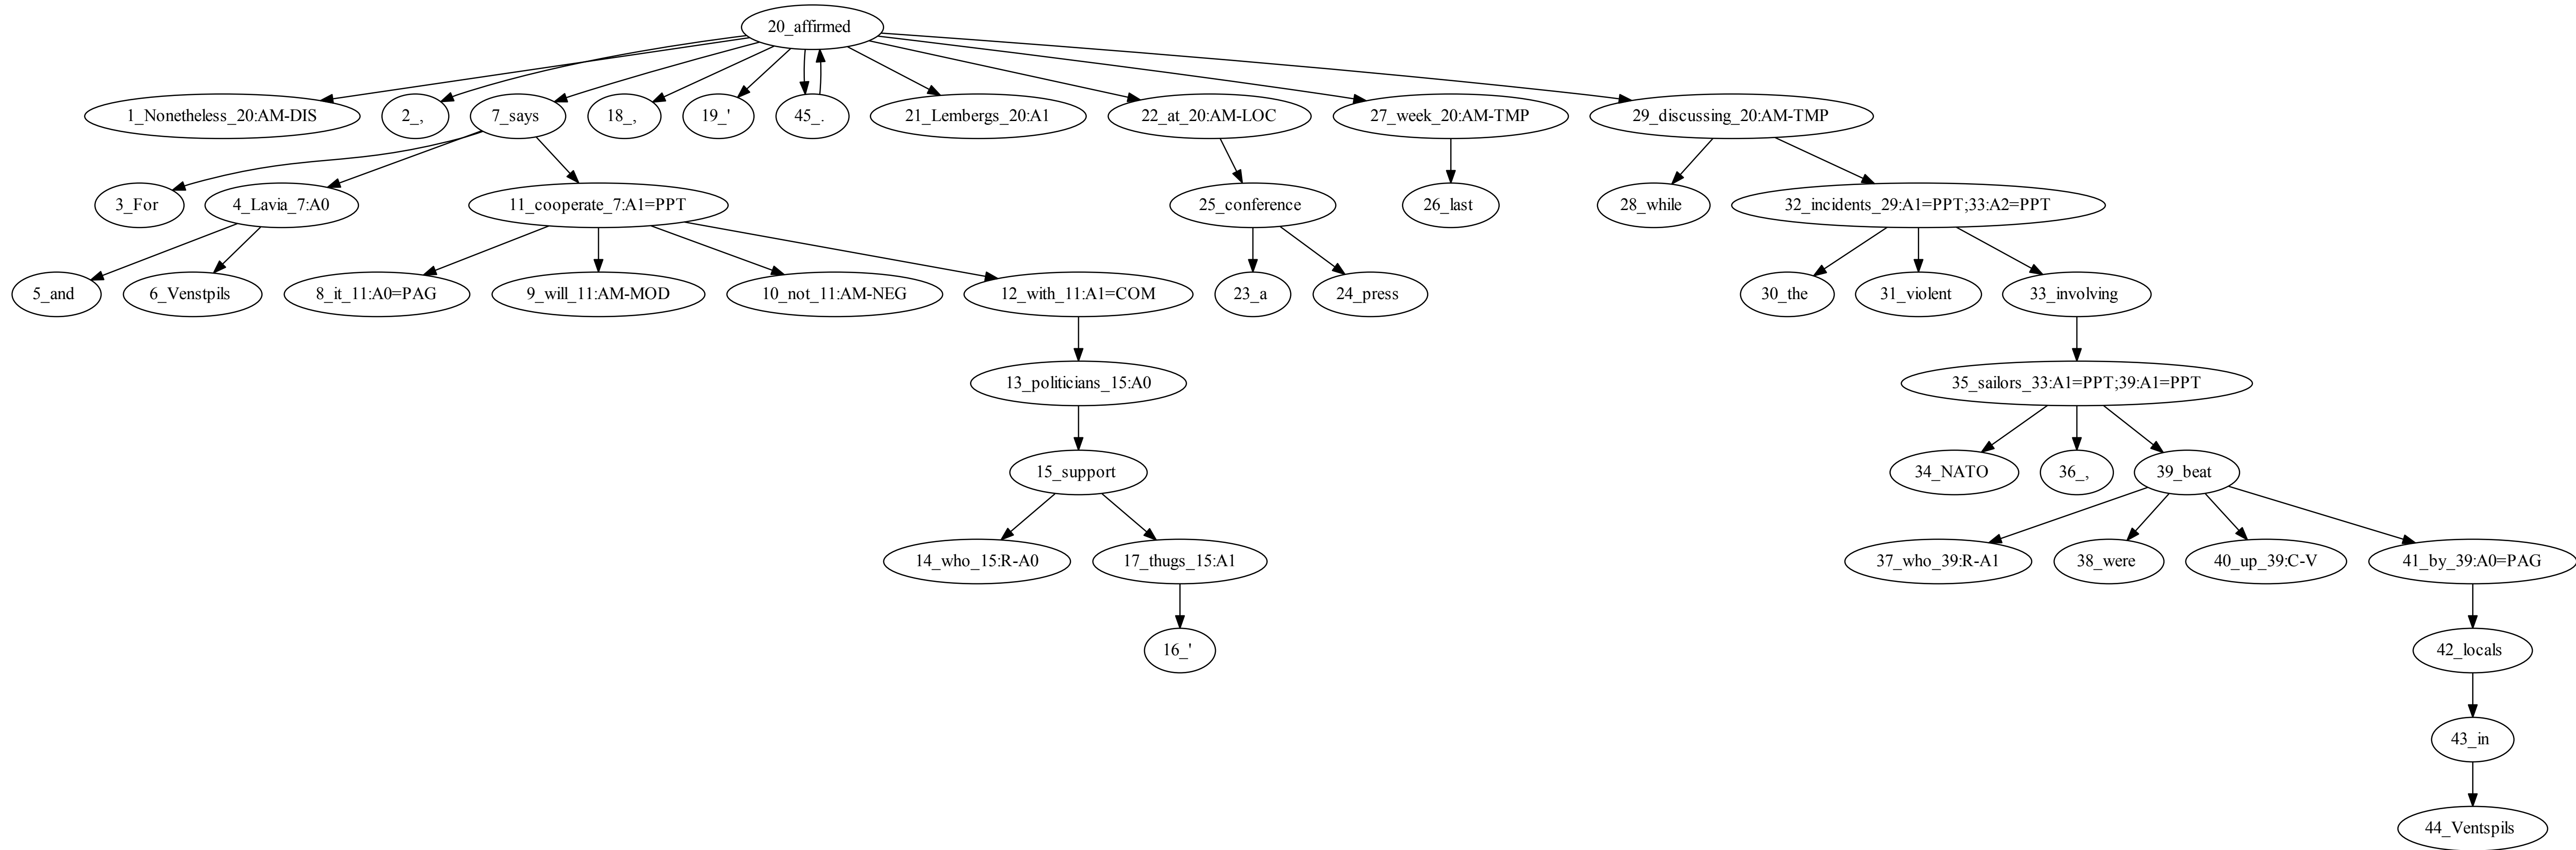 20_affirmed
1_Nonetheless_20:AM-DIS
2_,
7_says
18_,
19_'
45_.
21_Lembergs_20:A1
22_at_20:AM-LOC
27_week_20:AM-TMP
29_discussing_20:AM-TMP
3_For
4_Lavia_7:A0
11_cooperate_7:A1=PPT
25_conference
26_last
28_while
32_incidents_29:A1=PPT;33:A2=PPT
5_and
6_Venstpils
8_it_11:A0=PAG
9_will_11:AM-MOD
10_not_11:AM-NEG
12_with_11:A1=COM
23_a
24_press
30_the
31_violent
33_involving
13_politicians_15:A0
35_sailors_33:A1=PPT;39:A1=PPT
15_support
34_NATO
36_,
39_beat
14_who_15:R-A0
17_thugs_15:A1
37_who_39:R-A1
38_were
40_up_39:C-V
41_by_39:A0=PAG
16_'
42_locals
43_in
44_Ventspils